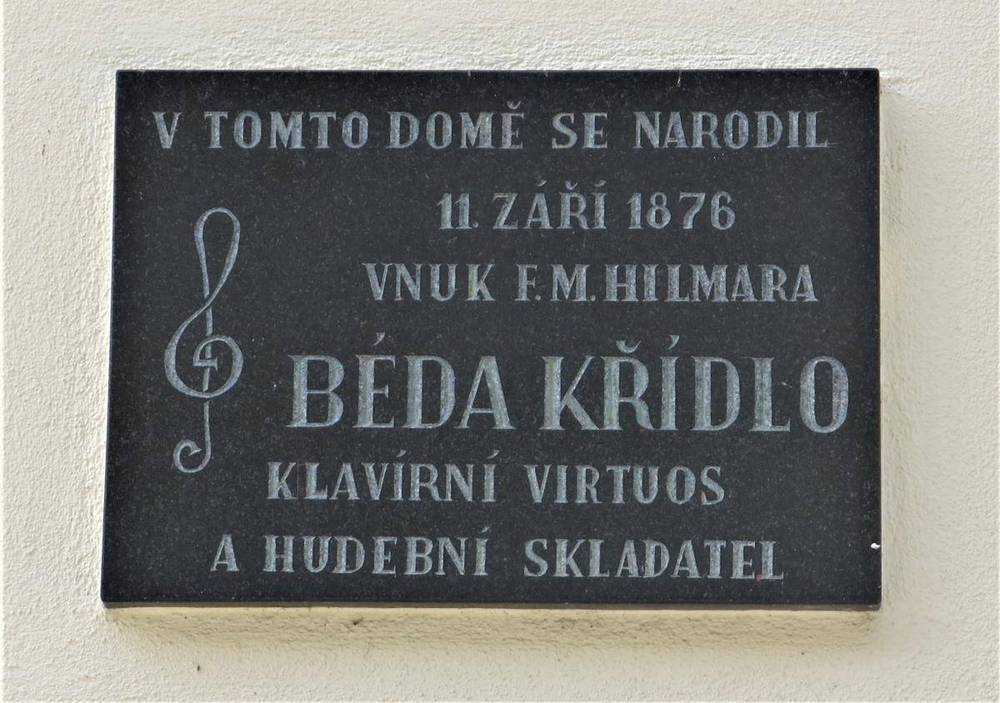 V TOMTO DOMĚ SE NARODIL
11. ZÁŘÍ 1876
VNUK F. M. HILMARA
BÉDA KŘÍDLO
KLAVÍRNÍ VIRTUOS
A HUDEBNÍ SKLADATEL